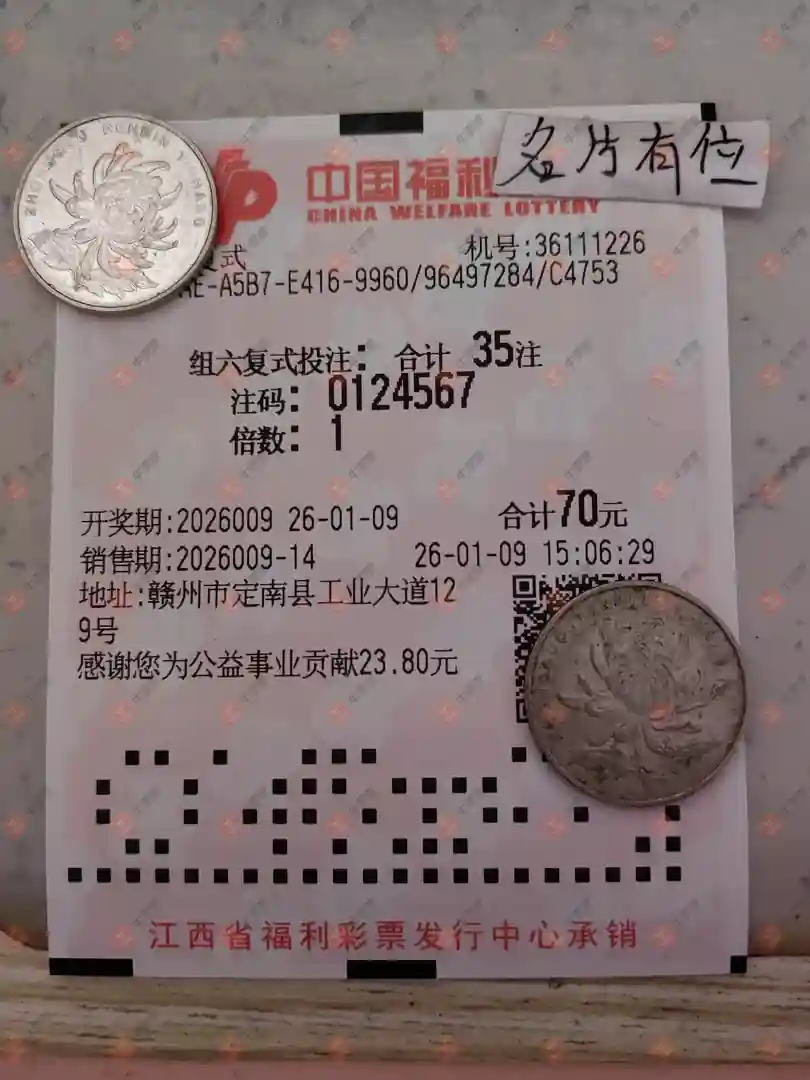 名片有位
中国福利
CHINA WELFARE LOTTERY
复式 机号:36111226
AE-A5B7-E416-9960/96497284/C4753
组六复式投注: 合计 35注
注码: 0124567
倍数: 1
开奖期:2026009 26-01-09 合计70元
销售期:2026009-14 26-01-09 15:06:29
地址:赣州市定南县工业大道12
9号
感谢您为公益事业贡献23.80元
江西省福利彩票发行中心承销